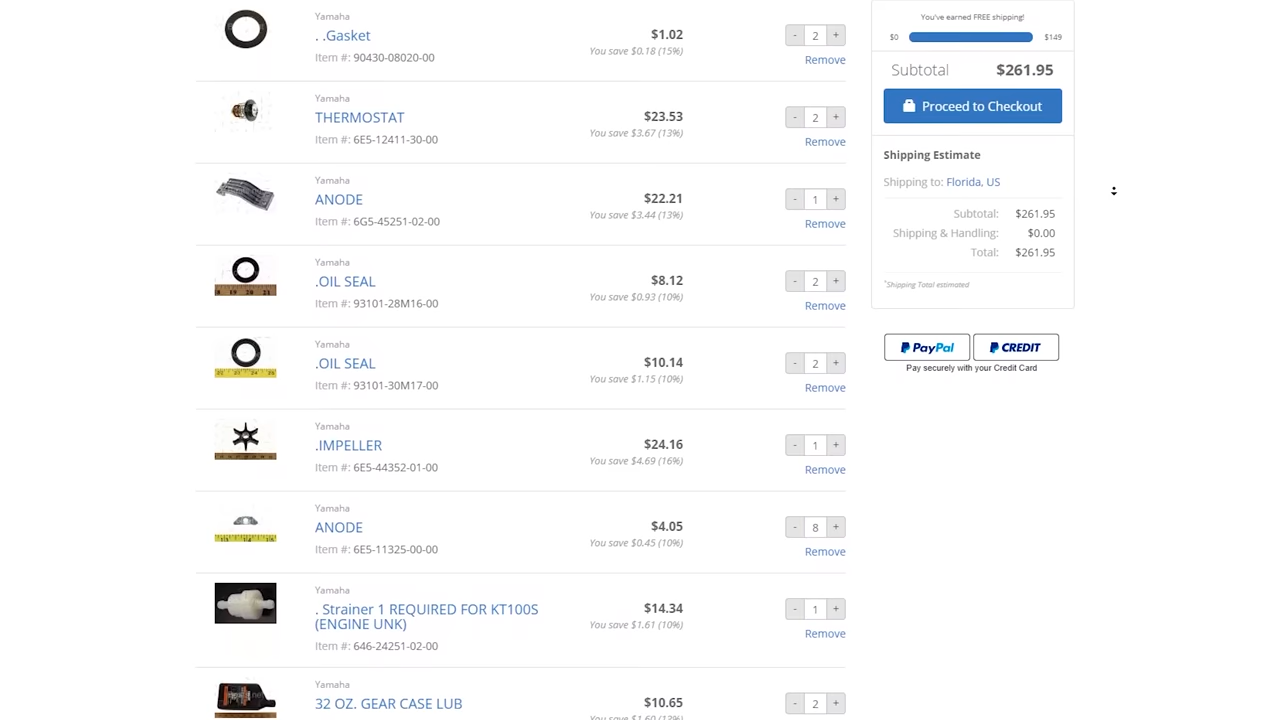 Yamaha
. .Gasket
Item #: 90430-08020-00
$1.02
You save $0.18 (15%)
- 2 +
Remove
Yamaha
THERMOSTAT
Item #: 6E5-12411-30-00
$23.53
You save $3.67 (13%)
- 2 +
Remove
Yamaha
ANODE
Item #: 6G5-45251-02-00
$22.21
You save $3.44 (13%)
- 1 +
Remove
Yamaha
.OIL SEAL
Item #: 93101-28M16-00
$8.12
You save $0.93 (10%)
- 2 +
Remove
Yamaha
.OIL SEAL
Item #: 93101-30M17-00
$10.14
You save $1.15 (10%)
- 2 +
Remove
Yamaha
.IMPELLER
Item #: 6E5-44352-01-00
$24.16
You save $4.69 (16%)
- 1 +
Remove
Yamaha
ANODE
Item #: 6E5-11325-00-00
$4.05
You save $0.45 (10%)
- 8 +
Remove
Yamaha
. Strainer 1 REQUIRED FOR KT100S
(ENGINE UNK)
Item #: 646-24251-02-00
$14.34
You save $1.61 (10%)
- 1 +
Remove
Yamaha
32 OZ. GEAR CASE LUB
$10.65
- 2 +
You've earned FREE shipping!
$0 $149
Subtotal $261.95
Proceed to Checkout
Shipping Estimate
Shipping to: Florida, US
Subtotal: $261.95
Shipping & Handling: $0.00
Total: $261.95
*Shipping Total estimated
PayPal CREDIT
Pay securely with your Credit Card